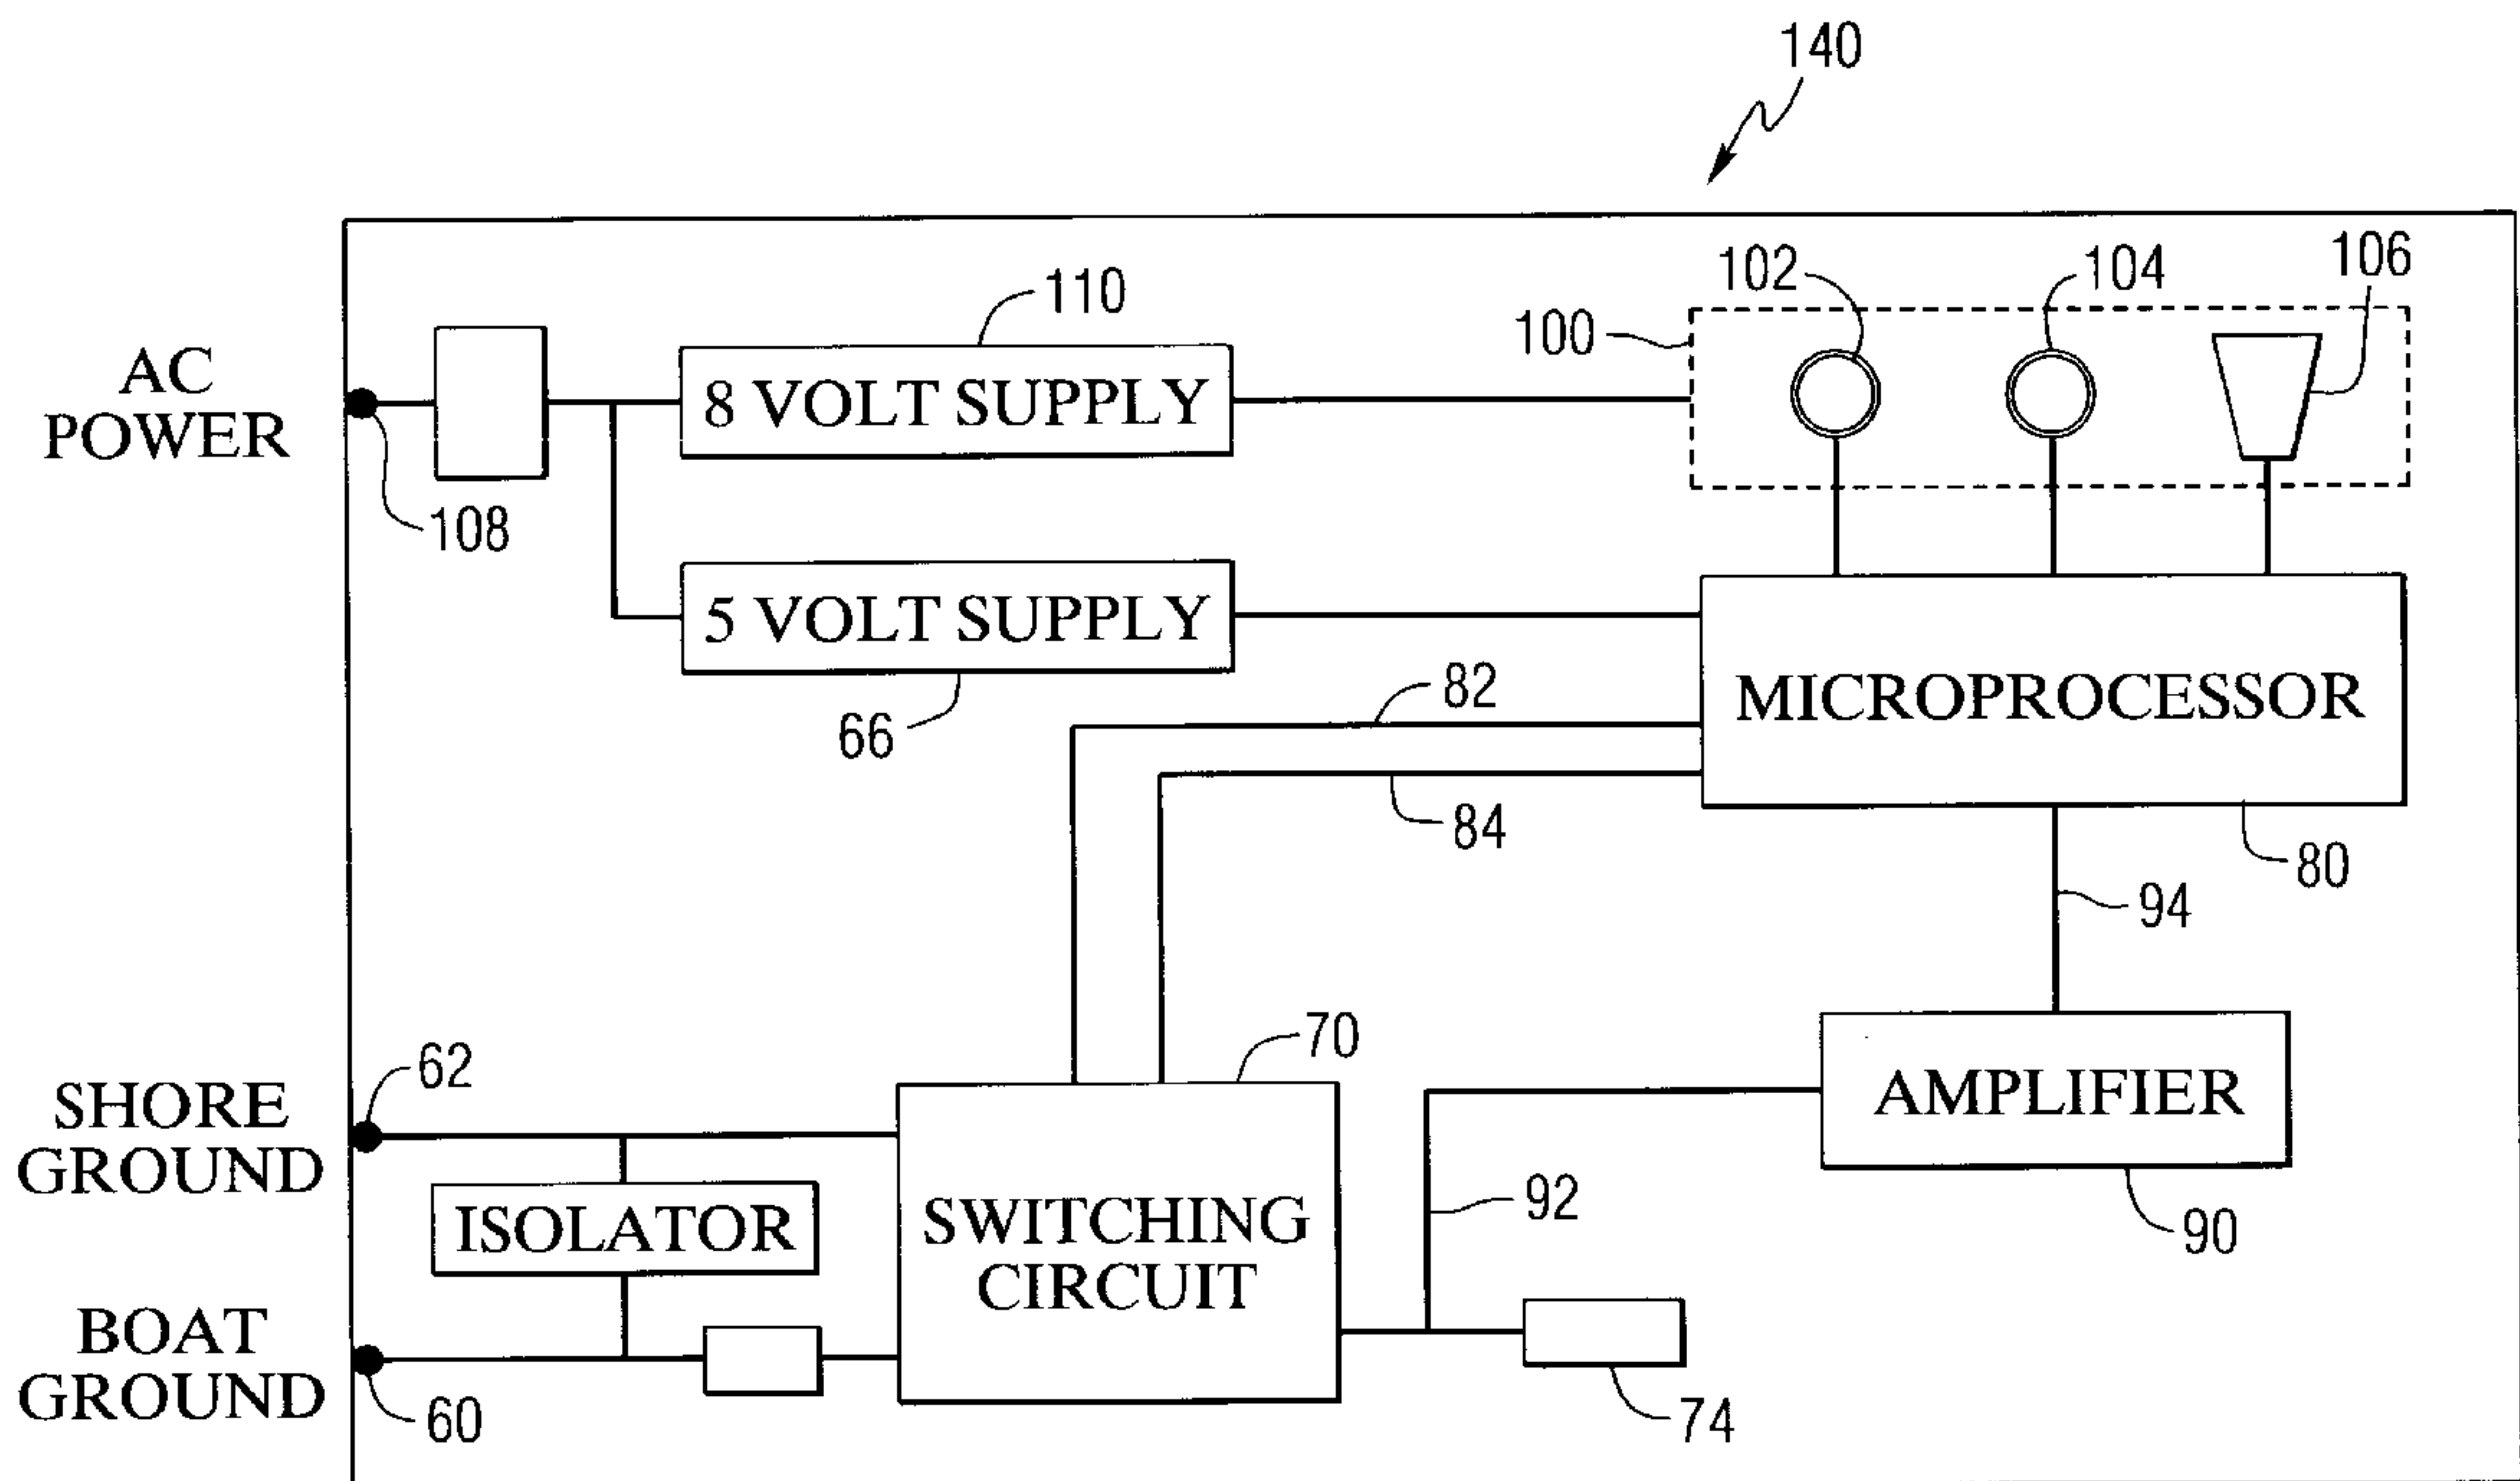 140
102
104
106
110
100
AC
POWER
8 VOLT SUPPLY
108
5 VOLT SUPPLY
66
82
MICROPROCESSOR
84
80
94
62
70
SHORE
GROUND
AMPLIFIER
ISOLATOR
SWITCHING
CIRCUIT
92
90
BOAT
GROUND
60
74